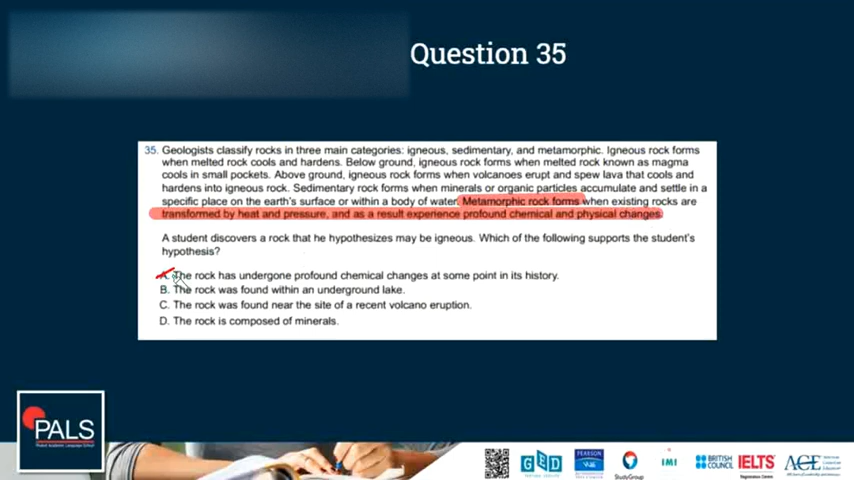 Question 35
35. Geologists classify rocks in three main categories: igneous, sedimentary, and metamorphic. Igneous rock forms
when melted rock cools and hardens. Below ground, igneous rock forms when melted rock known as magma
cools in small pockets. Above ground, igneous rock forms when volcanoes erupt and spew lava that cools and
hardens into igneous rock. Sedimentary rock forms when minerals or organic particles accumulate and settle in a
specific place on the earth's surface or within a body of water. Metamorphic rock forms when existing rocks are
transformed by heat and pressure, and as a result experience profound chemical and physical changes.
A student discovers a rock that he hypothesizes may be igneous. Which of the following supports the student's
hypothesis?
A. The rock has undergone profound chemical changes at some point in its history.
B. The rock was found within an underground lake.
C. The rock was found near the site of a recent volcano eruption.
D. The rock is composed of minerals.
PALS
GED
PEARSON
VUE
StudyGroup
IMI
BRITISH
COUNCIL
IELTS
ACE